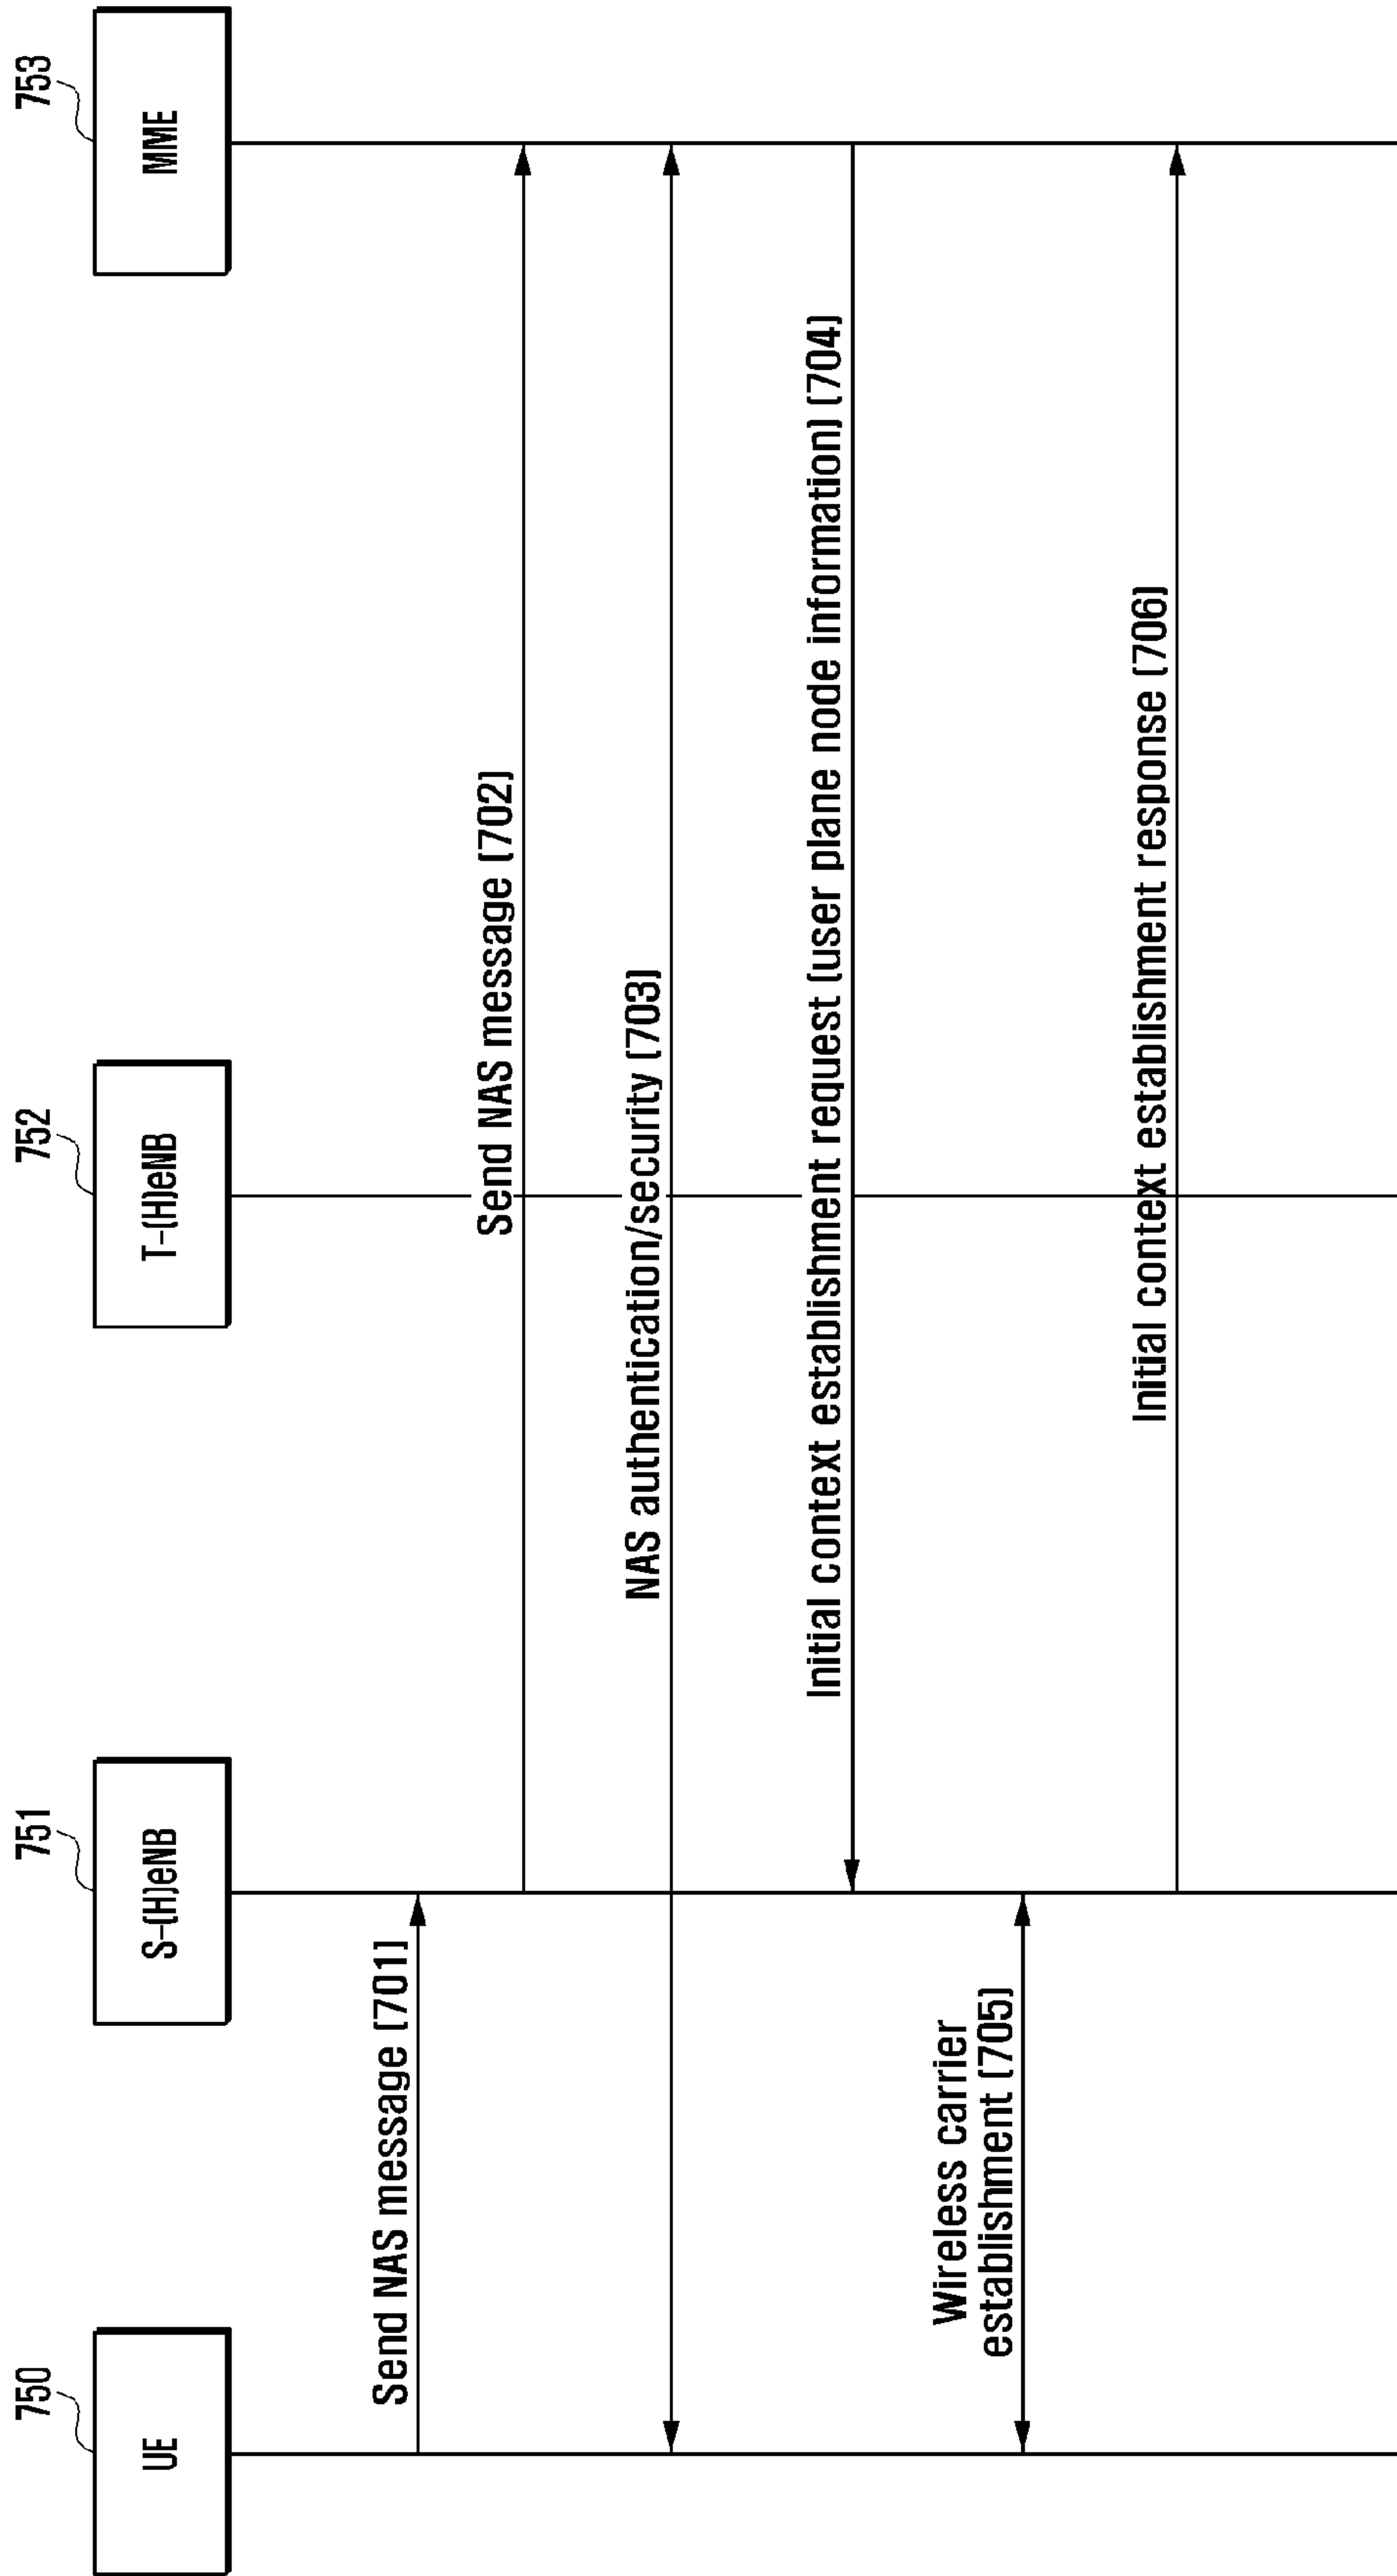 750
751
752
753
UE
S-(H)eNB
T-(H)eNB
MME
Send NAS message (701)
Send NAS message (702)
NAS authentication/security (703)
Initial context establishment request (user plane node information) (704)
Wireless carrier
establishment (705)
Initial context establishment response (706)